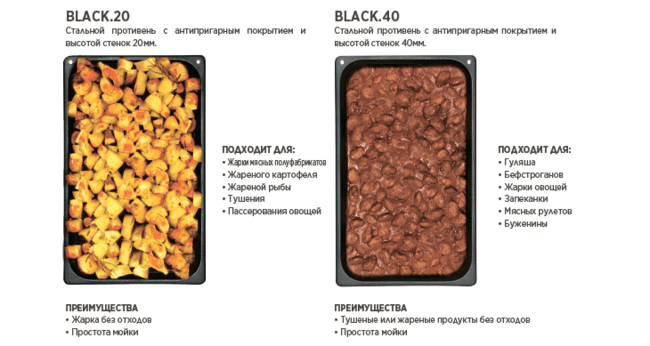 BLACK.20
Стальной противень с антипригарным покрытием и
высотой стенок 20мм.
ПОДХОДИТ ДЛЯ:
• Жарки мясных полуфабрикатов
• Жареного картофеля
• Жареной рыбы
• Тушения
• Пассерования овощей
ПРЕИМУЩЕСТВА
• Жарка без отходов
• Простота мойки
BLACK.40
Стальной противень с антипригарным покрытием и
высотой стенок 40мм.
ПОДХОДИТ ДЛЯ:
• Гуляша
• Бефстроганов
• Жарки овощей
• Запеканки
• Мясных рулетов
• Буженины
ПРЕИМУЩЕСТВА
• Тушеные или жареные продукты без отходов
• Простота мойки